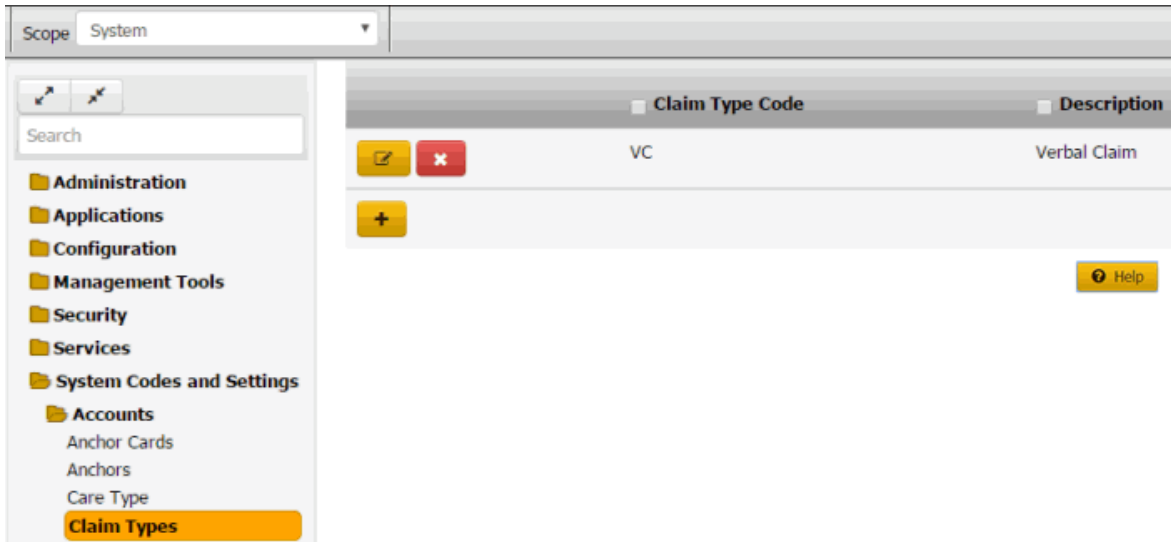 Scope System
Search
Administration
Applications
Configuration
Management Tools
Security
Services
System Codes and Settings
Accounts
Anchor Cards
Anchors
Care Type
Claim Types
Claim Type Code Description
VC Verbal Claim
Help